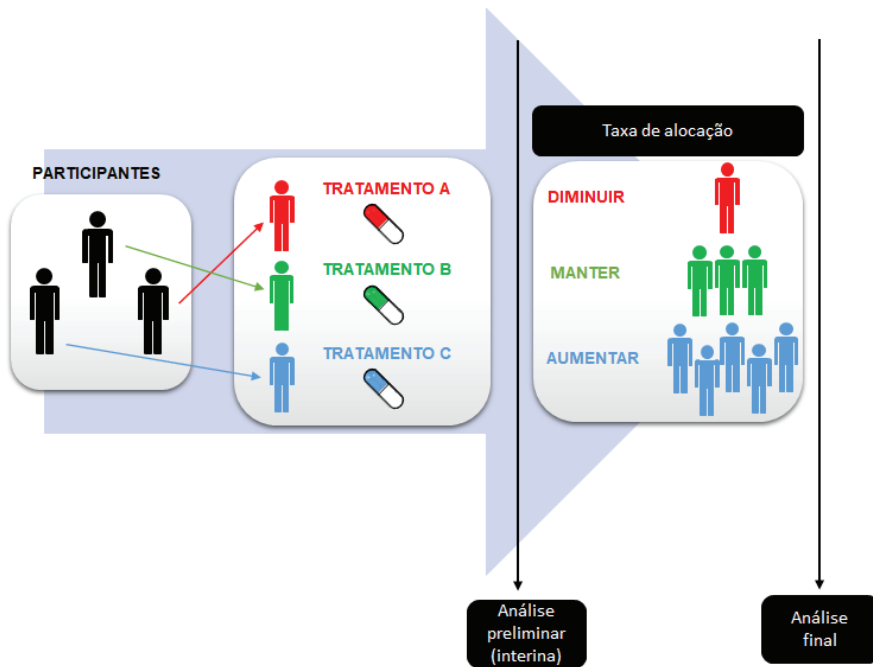 PARTICIPANTES
TRATAMENTO A
TRATAMENTO B
TRATAMENTO C
Taxa de alocação
DIMINUIR
MANTER
AUMENTAR
Análise
preliminar
(interina)
Análise
final